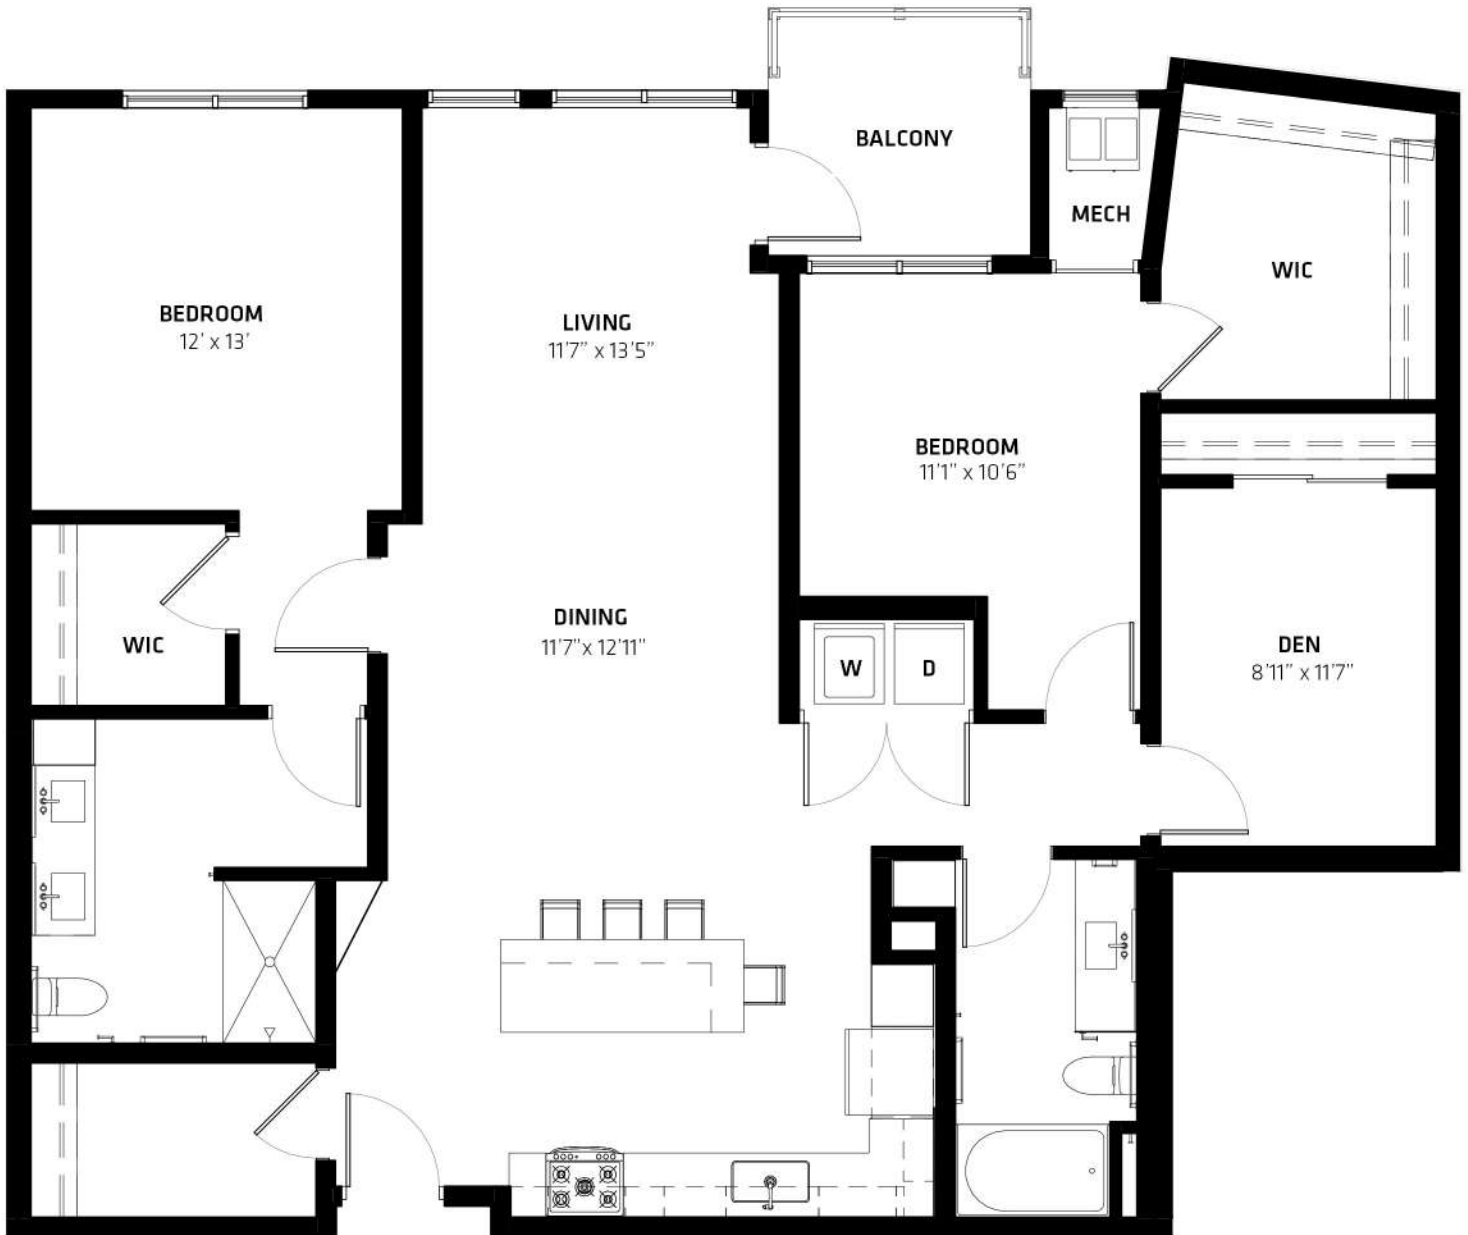 BALCONY
MECH
WIC
BEDROOM
12' x 13'
LIVING
11'7" x 13'5"
BEDROOM
11'1" x 10'6"
DINING
11'7"x 12'11"
WIC
W
D
DEN
8'11" x 11'7"